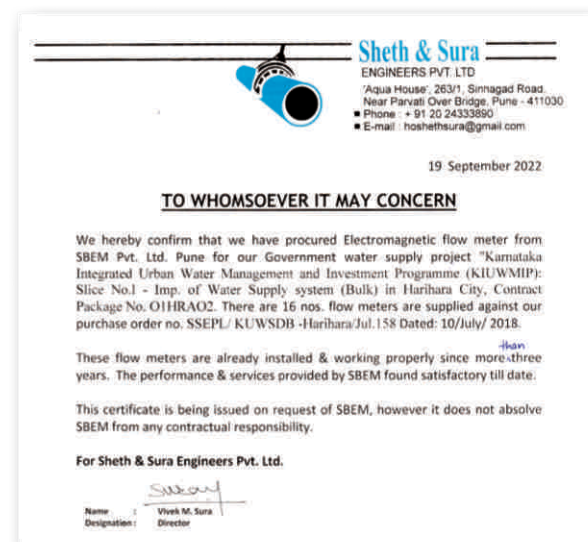 Sheth & Sura
ENGINEERS PVT. LTD
'Aqua House', 263/1, Sinnagad Road.
Near Parvati Over Bridge, Pune - 411030
Phone : + 91 20 24333890
E-mail : hoshethsura@gmail.com
19 September 2022
TO WHOMSOEVER IT MAY CONCERN
We hereby confirm that we have procured Electromagnetic flow meter from
SBEM Pvt. Ltd. Pune for our Government water supply project "Karnataka
Integrated Urban Water Management and Investment Programme (KIUWMIP):
Slice No.1 - Imp. of Water Supply system (Bulk) in Harihara City, Contract
Package No. O1HRAO2. There are 16 nos. flow meters are supplied against our
purchase order no. SSEPL/ KUWSDB -Harihara/Jul.158 Dated: 10/July/ 2018.
than
These flow meters are already installed & working properly since more three
years. The performance & services provided by SBEM found satisfactory till date.
This certificate is being issued on request of SBEM, however it does not absolve
SBEM from any contractual responsibility.
For Sheth & Sura Engineers Pvt. Ltd.
Name : Vivek M. Sura
Designation : Director